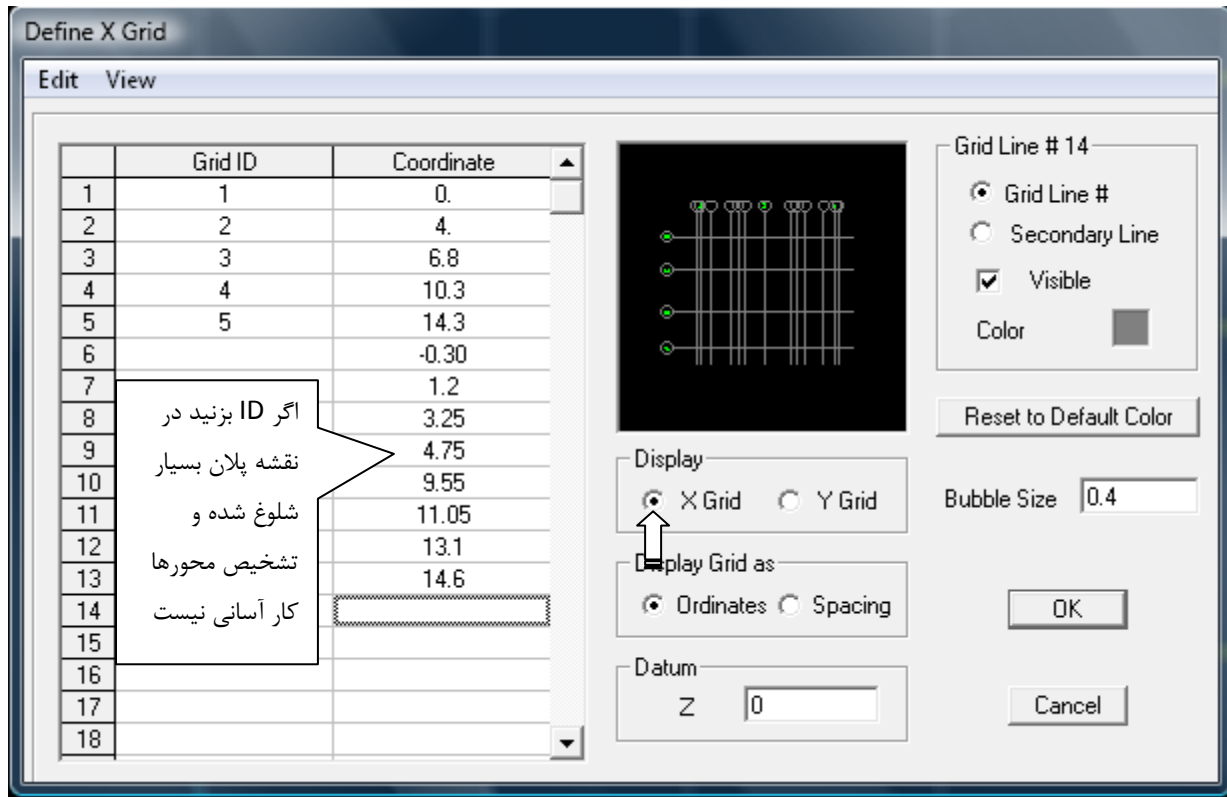 Define X Grid
Edit View
Grid ID Coordinate
1 1 0.
2 2 4.
3 3 6.8
4 4 10.3
5 5 14.3
6 -0.30
7 1.2
8 3.25
9 4.75
10 9.55
11 11.05
12 13.1
13 14.6
14
15
16
17
18
اگر ID بزنید در
نقشه پلان بسیار
شلوغ شده و
تشخیص محورها
کار آسانی نیست
Display
X Grid Y Grid
Display Grid as
Ordinates Spacing
Datum
Z 0
Grid Line # 14
Grid Line #
Secondary Line
Visible
Color
Reset to Default Color
Bubble Size 0.4
OK
Cancel